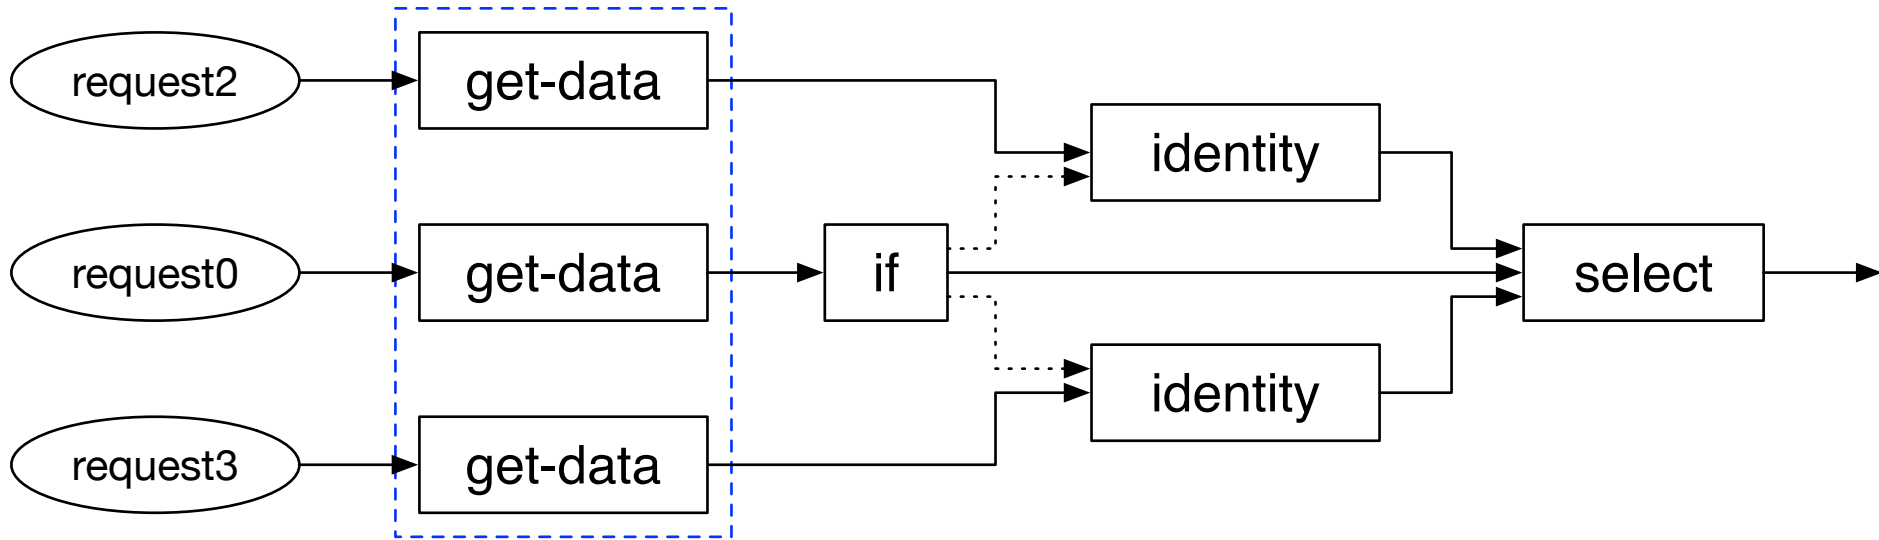 request2
get-data
identity
request0
get-data
if
select
identity
request3
get-data